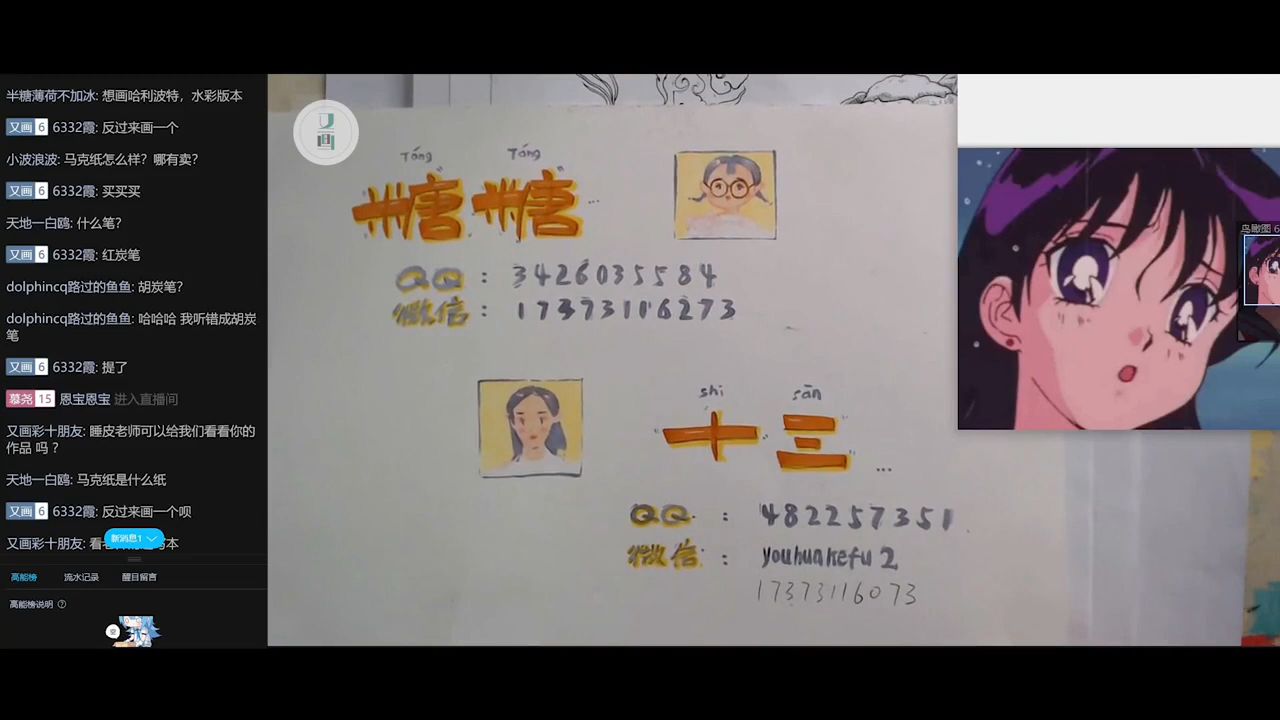 半糖薄荷不加冰: 想画哈利波特，水彩版本
又画 6 6332霞: 反过来画一个
小波浪波: 马克纸怎么样？哪有卖？
又画 6 6332霞: 买买买
天地一白鸥: 什么笔？
又画 6 6332霞: 红炭笔
dolphincq路过的鱼鱼: 胡炭笔？
dolphincq路过的鱼鱼: 哈哈哈 我听错成胡炭
笔
又画 6 6332霞: 提了
慕尧 15 恩宝恩宝 进入直播间
又画彩十朋友: 睡皮老师可以给我们看看你的
作品 吗 ?
天地一白鸥: 马克纸是什么纸
又画 6 6332霞: 反过来画一个呗
又画彩十朋友: 看
本
新消息1
高能榜 流水记录 醒目留言
高能榜说明 ?
又画
Táng Táng
糖糖...
QQ : 3426035584
微信 : 17373116273
shí sān
十三...
QQ : 482257351
微信 : youhuakefu2
17373116073
鸟瞰图 6